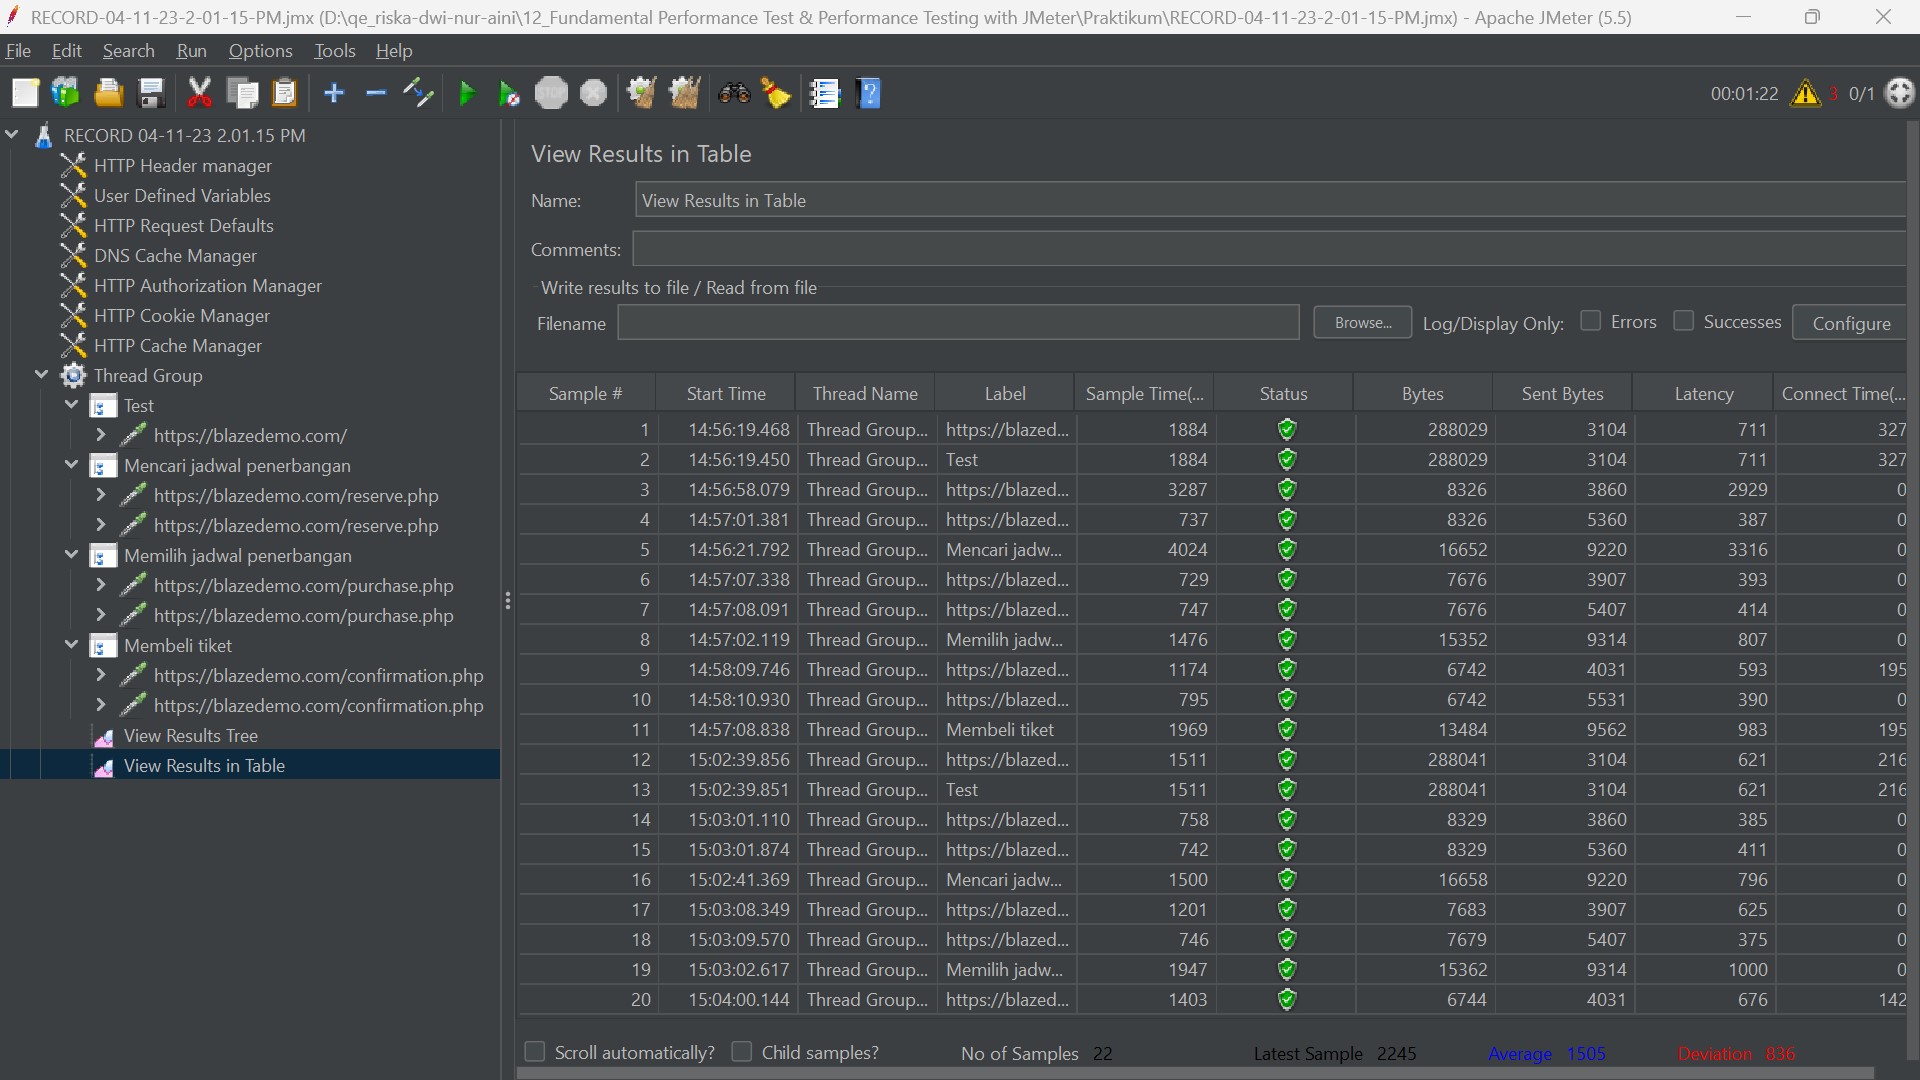 RECORD-04-11-23-2-01-15-PM.jmx (D:\qe_riska-dwi-nur-aini\12_Fundamental Performance Test & Performance Testing with JMeter\Praktikum\RECORD-04-11-23-2-01-15-PM.jmx) - Apache JMeter (5.5)
File Edit Search Run Options Tools Help
STOP
00:01:22 3 0/1
RECORD 04-11-23 2.01.15 PM
HTTP Header manager
User Defined Variables
HTTP Request Defaults
DNS Cache Manager
HTTP Authorization Manager
HTTP Cookie Manager
HTTP Cache Manager
Thread Group
Test
https://blazedemo.com/
Mencari jadwal penerbangan
https://blazedemo.com/reserve.php
https://blazedemo.com/reserve.php
Memilih jadwal penerbangan
https://blazedemo.com/purchase.php
https://blazedemo.com/purchase.php
Membeli tiket
https://blazedemo.com/confirmation.php
https://blazedemo.com/confirmation.php
View Results Tree
View Results in Table
View Results in Table
Name: View Results in Table
Comments:
Write results to file / Read from file
Filename Browse... Log/Display Only: Errors Successes Configure
Sample # Start Time Thread Name Label Sample Time(... Status Bytes Sent Bytes Latency Connect Time(...
1 14:56:19.468 Thread Group... https://blazed... 1884 288029 3104 711 327
2 14:56:19.450 Thread Group... Test 1884 288029 3104 711 327
3 14:56:58.079 Thread Group... https://blazed... 3287 8326 3860 2929 0
4 14:57:01.381 Thread Group... https://blazed... 737 8326 5360 387 0
5 14:56:21.792 Thread Group... Mencari jadw... 4024 16652 9220 3316 0
6 14:57:07.338 Thread Group... https://blazed... 729 7676 3907 393 0
7 14:57:08.091 Thread Group... https://blazed... 747 7676 5407 414 0
8 14:57:02.119 Thread Group... Memilih jadw... 1476 15352 9314 807 0
9 14:58:09.746 Thread Group... https://blazed... 1174 6742 4031 593 195
10 14:58:10.930 Thread Group... https://blazed... 795 6742 5531 390 0
11 14:57:08.838 Thread Group... Membeli tiket 1969 13484 9562 983 195
12 15:02:39.856 Thread Group... https://blazed... 1511 288041 3104 621 216
13 15:02:39.851 Thread Group... Test 1511 288041 3104 621 216
14 15:03:01.110 Thread Group... https://blazed... 758 8329 3860 385 0
15 15:03:01.874 Thread Group... https://blazed... 742 8329 5360 411 0
16 15:02:41.369 Thread Group... Mencari jadw... 1500 16658 9220 796 0
17 15:03:08.349 Thread Group... https://blazed... 1201 7683 3907 625 0
18 15:03:09.570 Thread Group... https://blazed... 746 7679 5407 375 0
19 15:03:02.617 Thread Group... Memilih jadw... 1947 15362 9314 1000 0
20 15:04:00.144 Thread Group... https://blazed... 1403 6744 4031 676 142
Scroll automatically? Child samples? No of Samples 22 Latest Sample 2245 Average 1505 Deviation 836